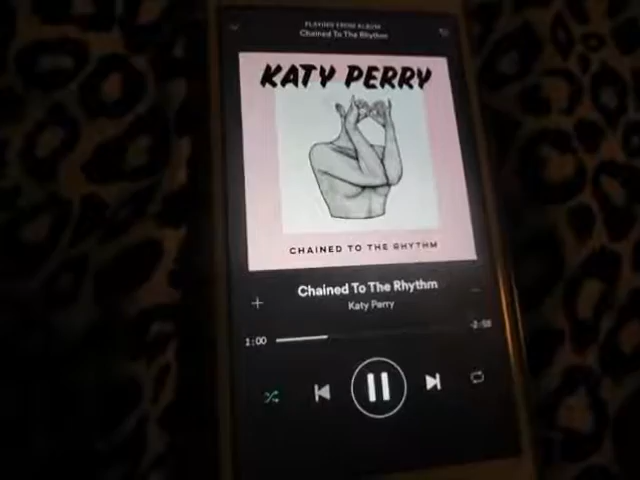 PLAYING FROM ALBUM
Chained To The Rhythm
KATY PERRY
CHAINED TO THE RHYTHM
Chained To The Rhythm
Katy Perry
1:00
-2:58